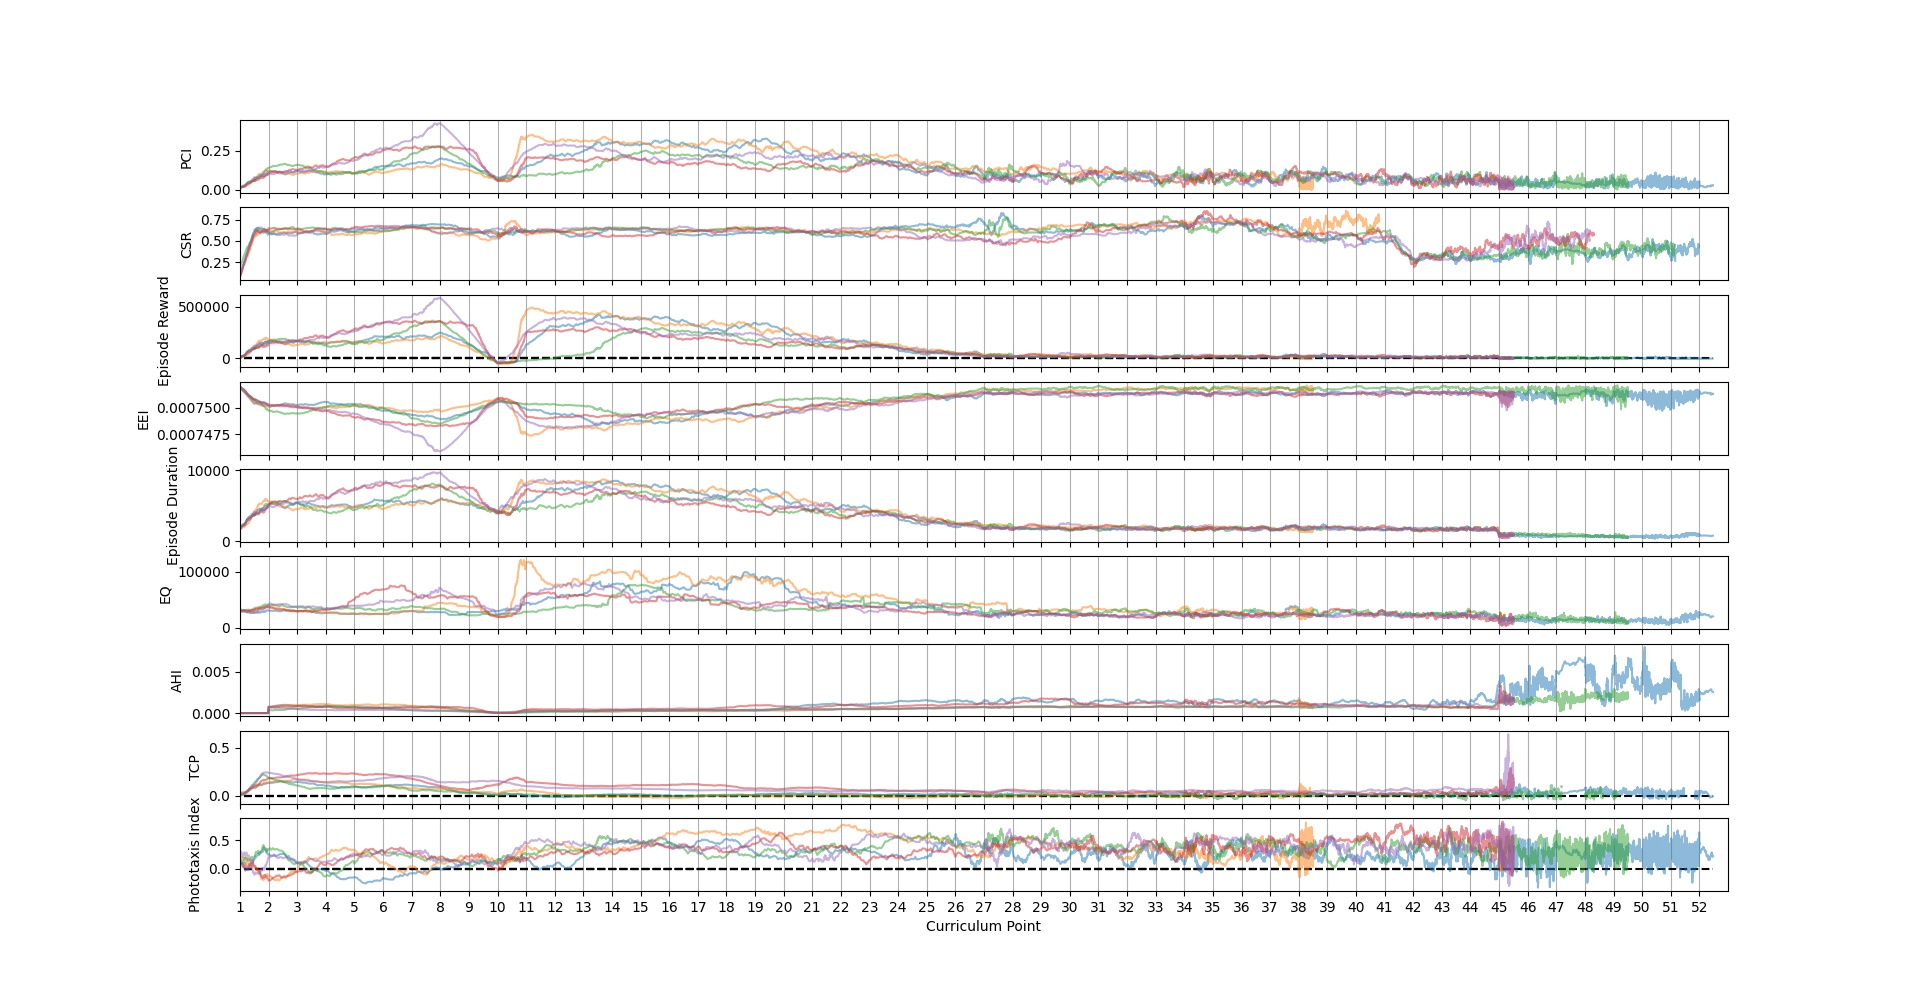 PCI
0.25
0.00
CSR
0.75
0.50
0.25
Episode Reward
500000
0
EEI
0.0007500
0.0007475
Episode Duration
10000
0
EQ
100000
0
AHI
0.005
0.000
TCP
0.5
0.0
Phototaxis Index
0.5
0.0
1 2 3 4 5 6 7 8 9 10 11 12 13 14 15 16 17 18 19 20 21 22 23 24 25 26 27 28 29 30 31 32 33 34 35 36 37 38 39 40 41 42 43 44 45 46 47 48 49 50 51 52
Curriculum Point